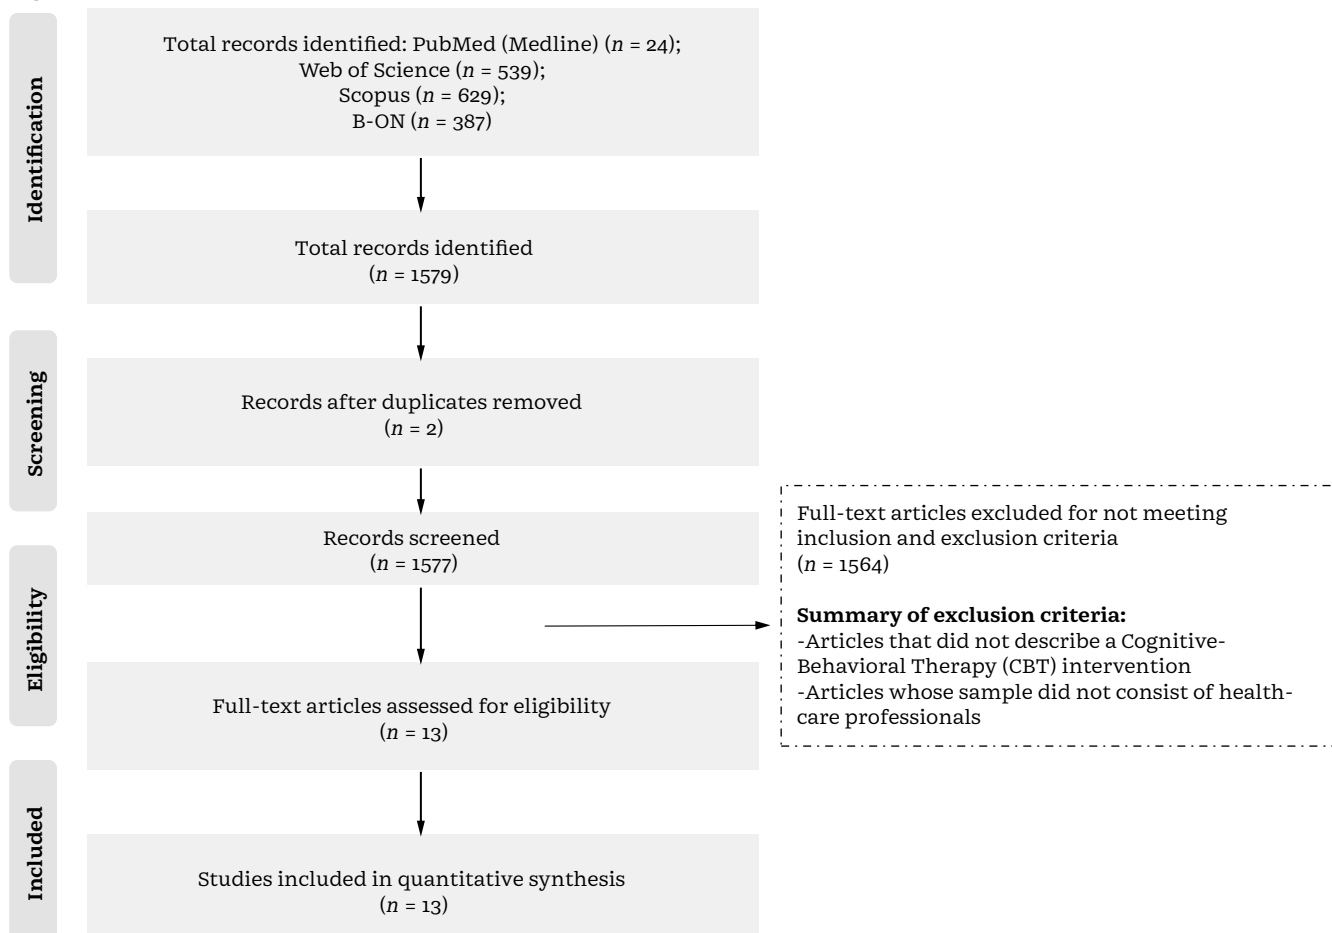 Identification
Total records identified: PubMed (Medline) (n = 24);
Web of Science (n = 539);
Scopus (n = 629);
B-ON (n = 387)
Total records identified
(n = 1579)
Screening
Records after duplicates removed
(n = 2)
Records screened
(n = 1577)
Eligibility
Full-text articles excluded for not meeting
inclusion and exclusion criteria
(n = 1564)
Summary of exclusion criteria:
-Articles that did not describe a Cognitive-
Behavioral Therapy (CBT) intervention
-Articles whose sample did not consist of health-
care professionals
Full-text articles assessed for eligibility
(n = 13)
Included
Studies included in quantitative synthesis
(n = 13)